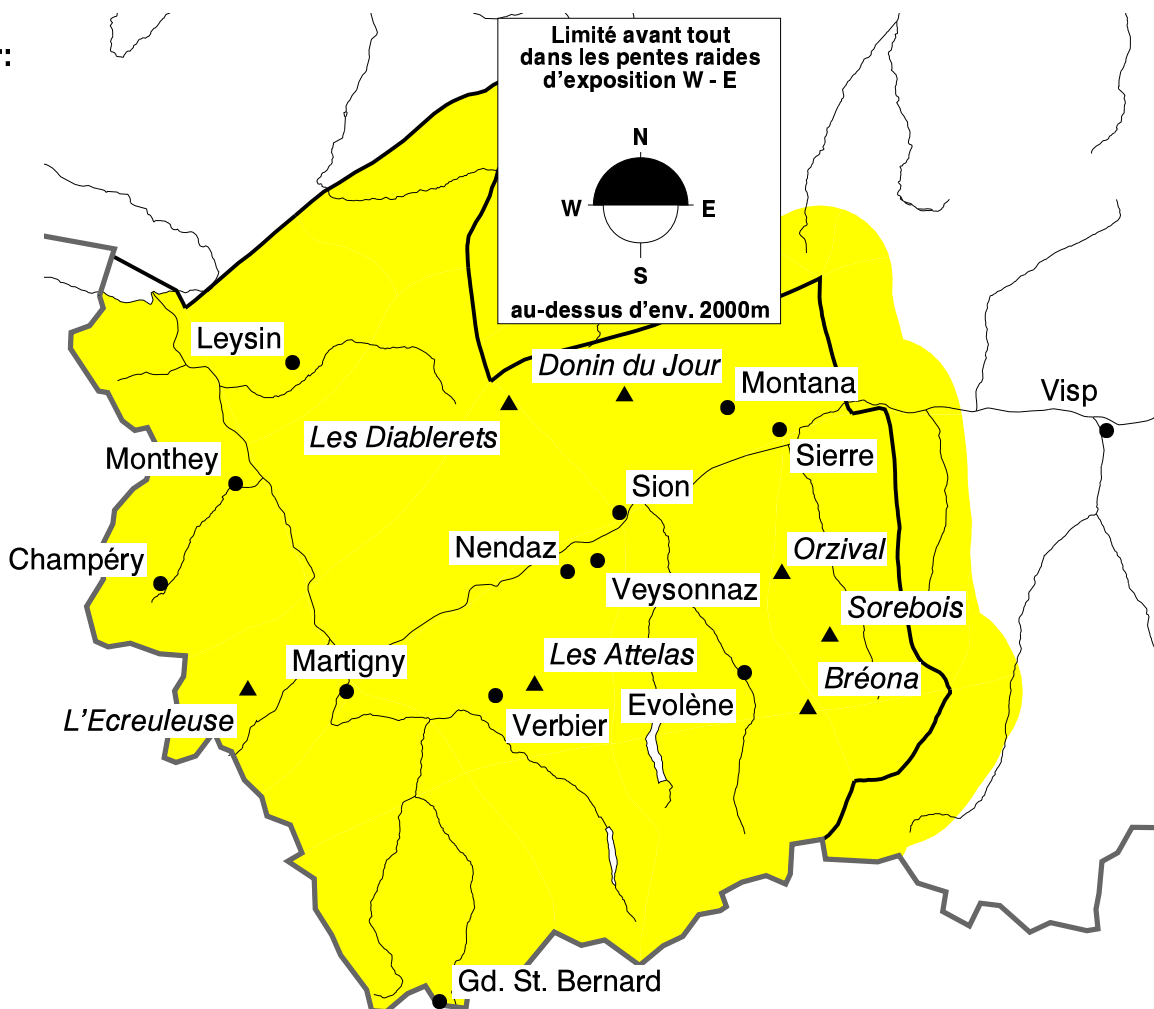 Limité avant tout
dans les pentes raides
d'exposition W - E
N
W
E
S
au-dessus d'env. 2000m
Leysin
Donin du Jour
Montana
Visp
Les Diablerets
Sierre
Monthey
Sion
Nendaz
Orzival
Champéry
Veysonnaz
Sorebois
Les Attelas
Martigny
Bréona
Evolène
L'Ecreuleuse
Verbier
Gd. St. Bernard